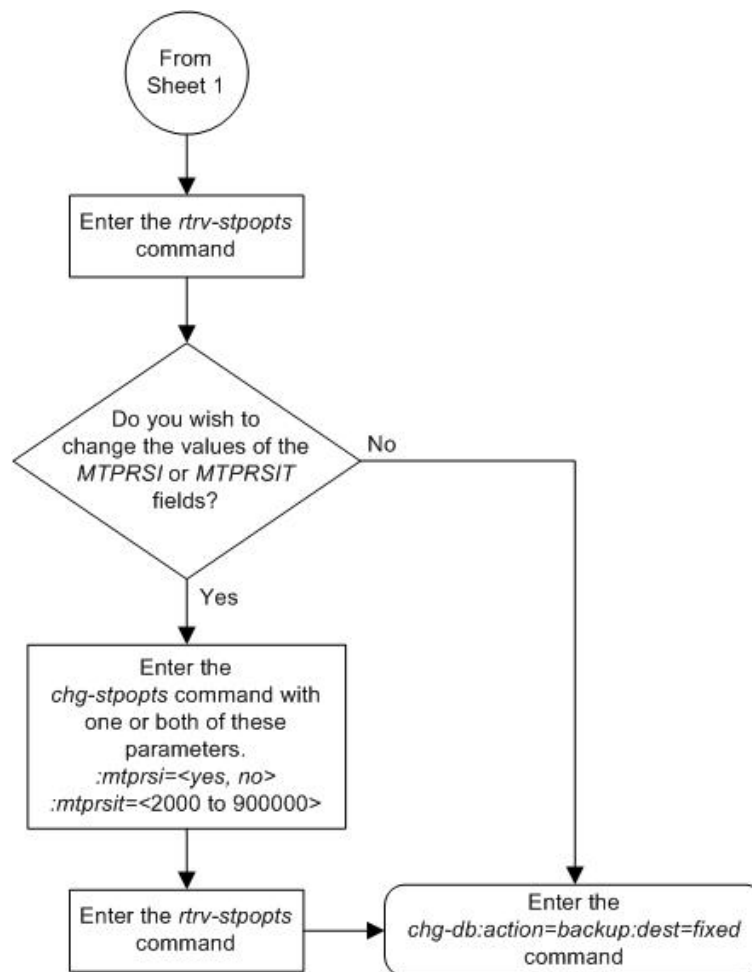 From
Sheet 1
Enter the rtrv-stpopts
command
Do you wish to
change the values of the
MTPRSI or MTPRSIT
fields?
No
Yes
Enter the
chg-stpopts command with
one or both of these
parameters.
:mtprsi=<yes, no>
:mtprsit=<2000 to 900000>
Enter the rtrv-stpopts
command
Enter the
chg-db:action=backup:dest=fixed
command